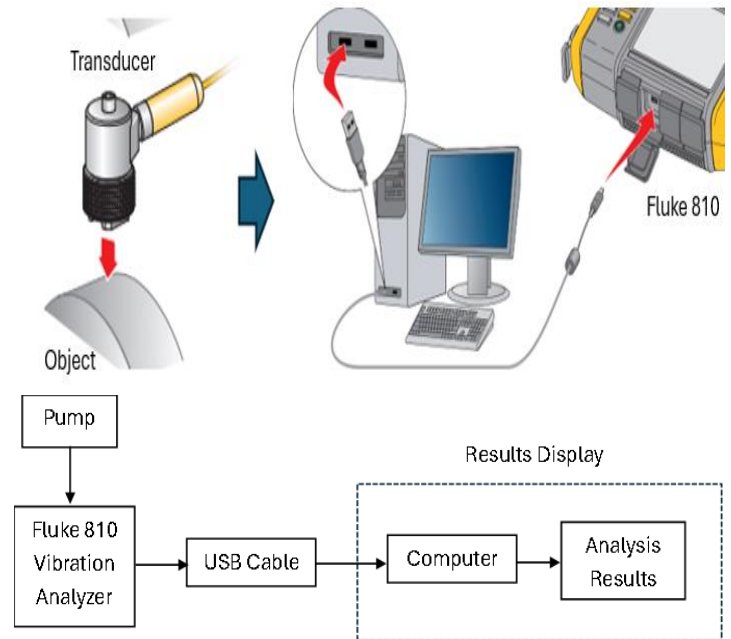 Transducer
Fluke 810
Object
Pump
Results Display
Fluke 810
Vibration
Analyzer
USB Cable
Computer
Analysis
Results